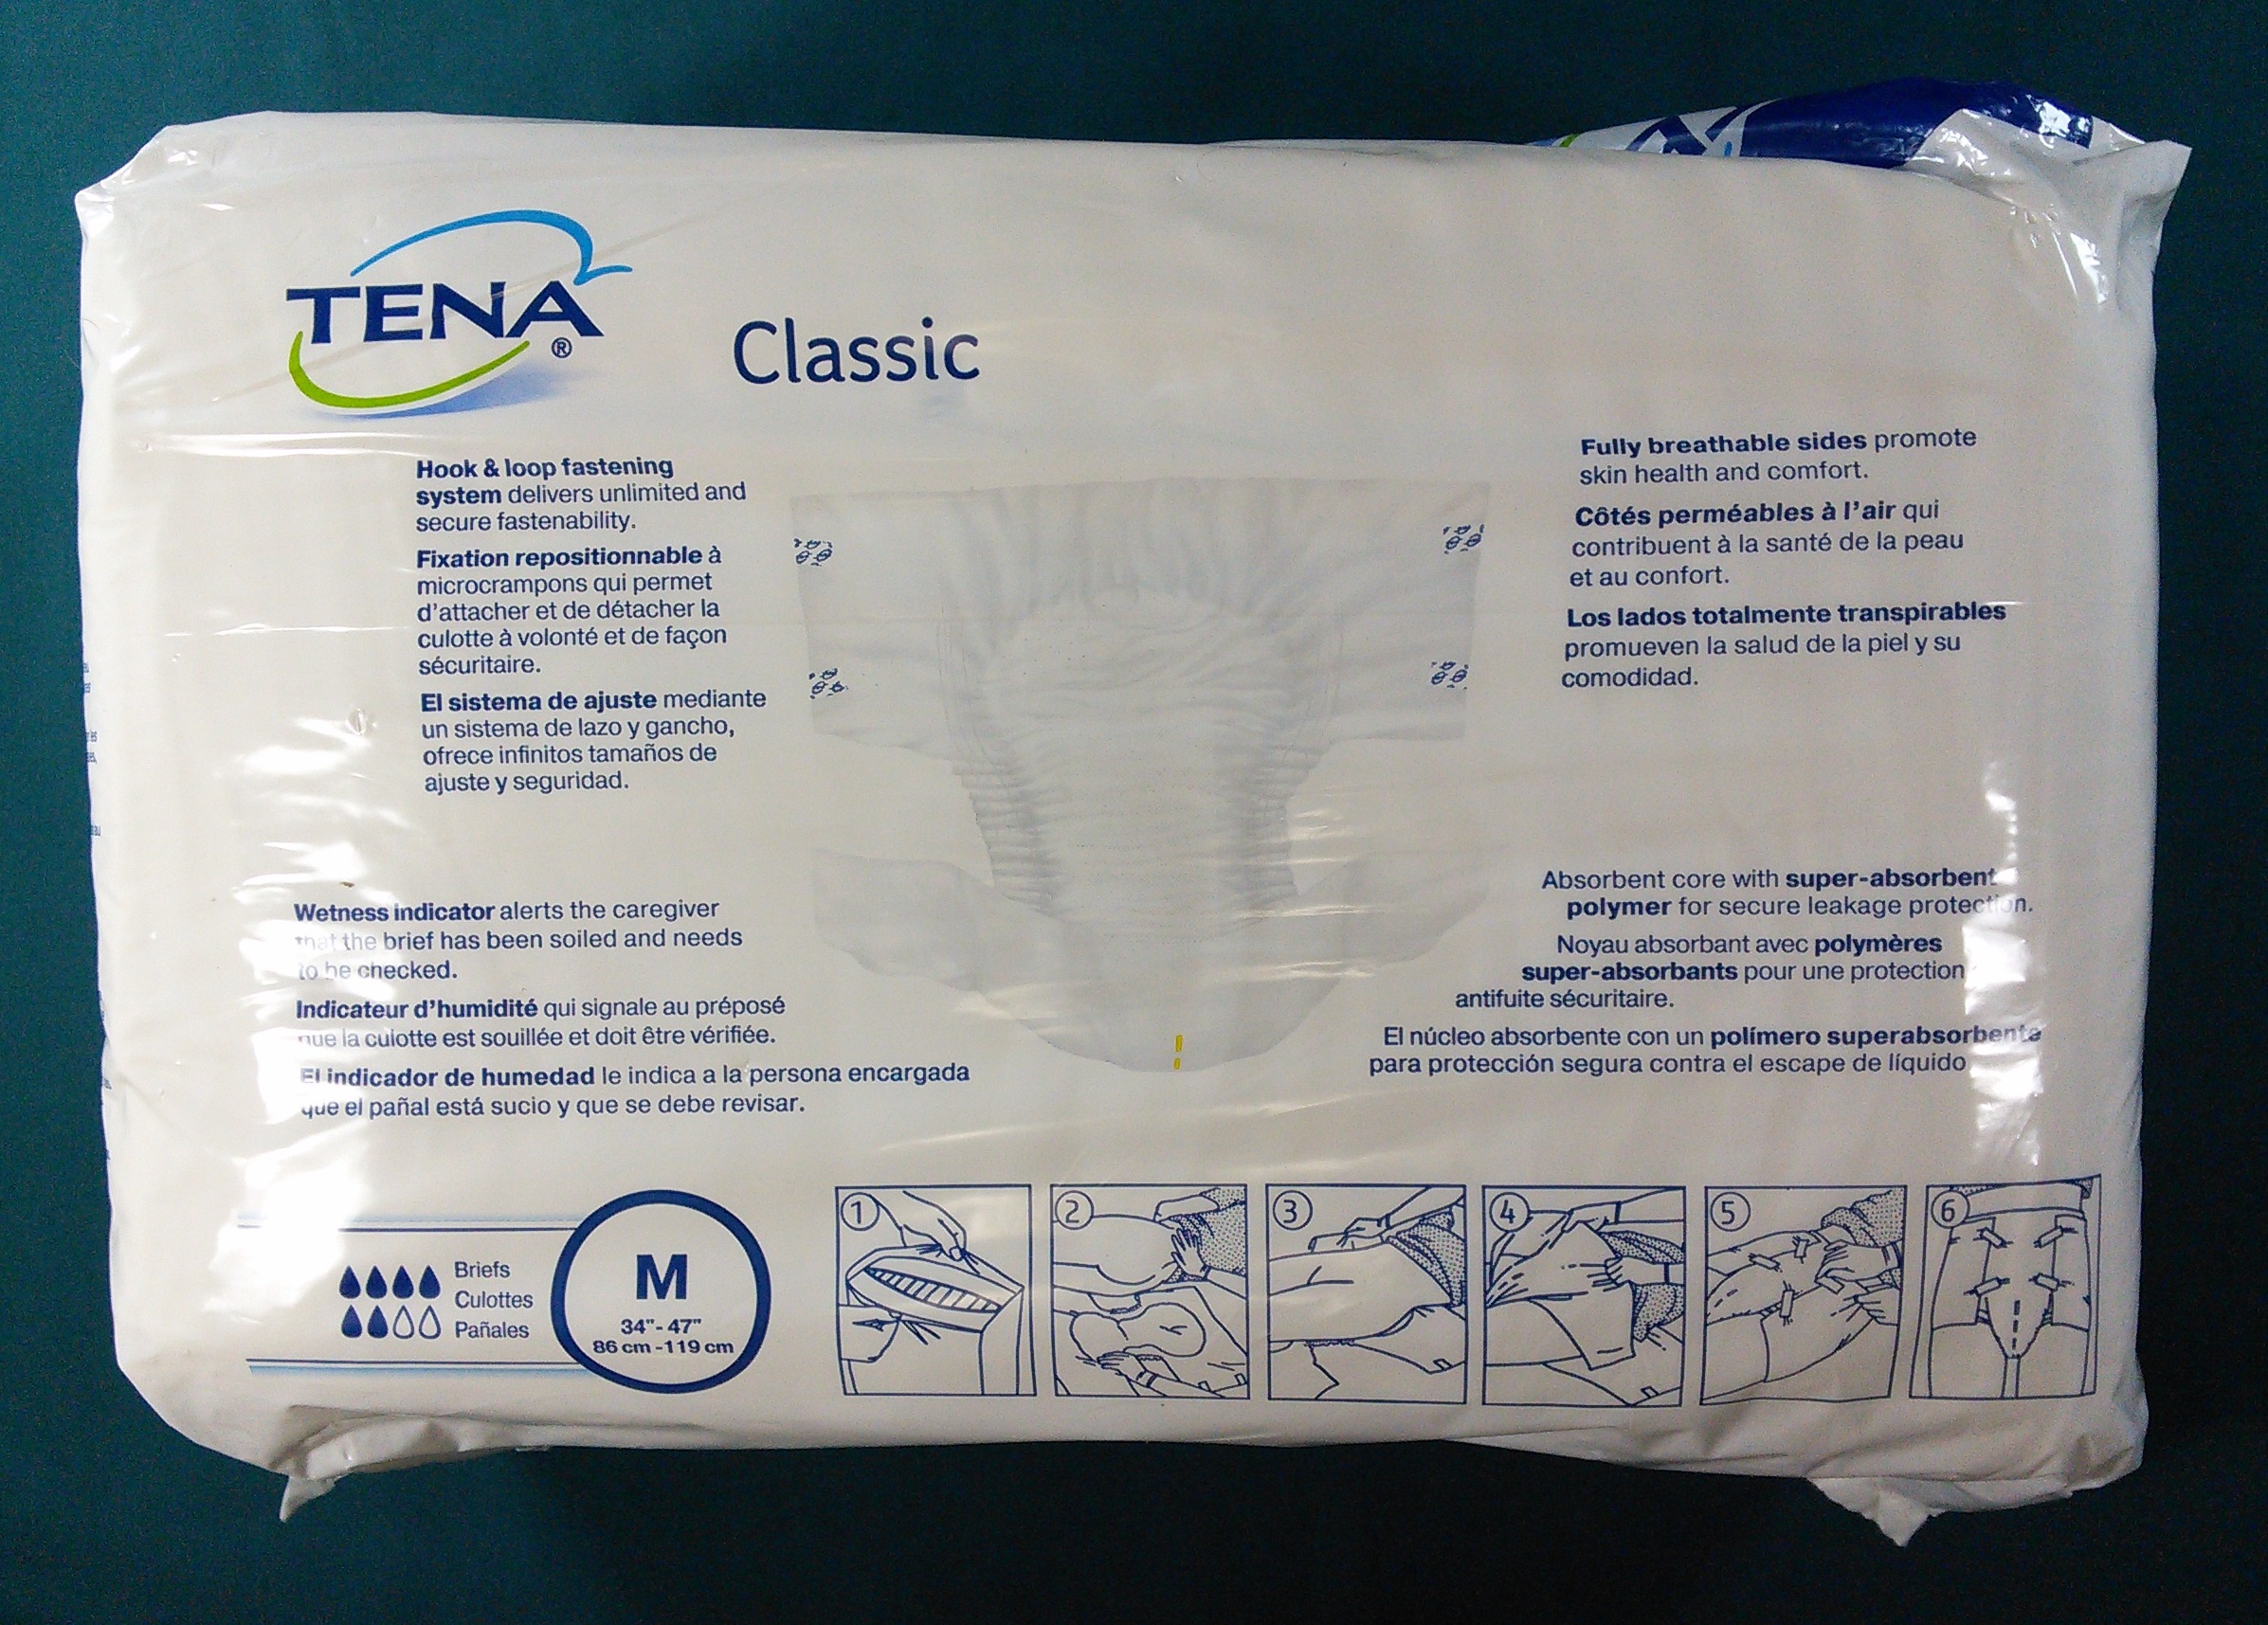 TENA®
Classic
Hook & loop fastening
system delivers unlimited and
secure fastenability.
Fixation repositionnable à
microcrampons qui permet
d'attacher et de détacher la
culotte à volonté et de façon
sécuritaire.
El sistema de ajuste mediante
un sistema de lazo y gancho,
ofrece infinitos tamaños de
ajuste y seguridad.
Fully breathable sides promote
skin health and comfort.
Côtés perméables à l'air qui
contribuent à la santé de la peau
et au confort.
Los lados totalmente transpirables
promueven la salud de la piel y su
comodidad.
Wetness indicator alerts the caregiver
that the brief has been soiled and needs
to be checked.
Indicateur d'humidité qui signale au préposé
que la culotte est souillée et doit être vérifiée.
El indicador de humedad le indica a la persona encargada
que el pañal está sucio y que se debe revisar.
Absorbent core with super-absorbent
polymer for secure leakage protection.
Noyau absorbant avec polymères
super-absorbants pour une protection
antifuite sécuritaire.
El núcleo absorbente con un polímero superabsorbente
para protección segura contra el escape de líquido
Briefs
Culottes
Pañales
M
34"- 47"
86 cm -119 cm
1 2 3 4 5 6